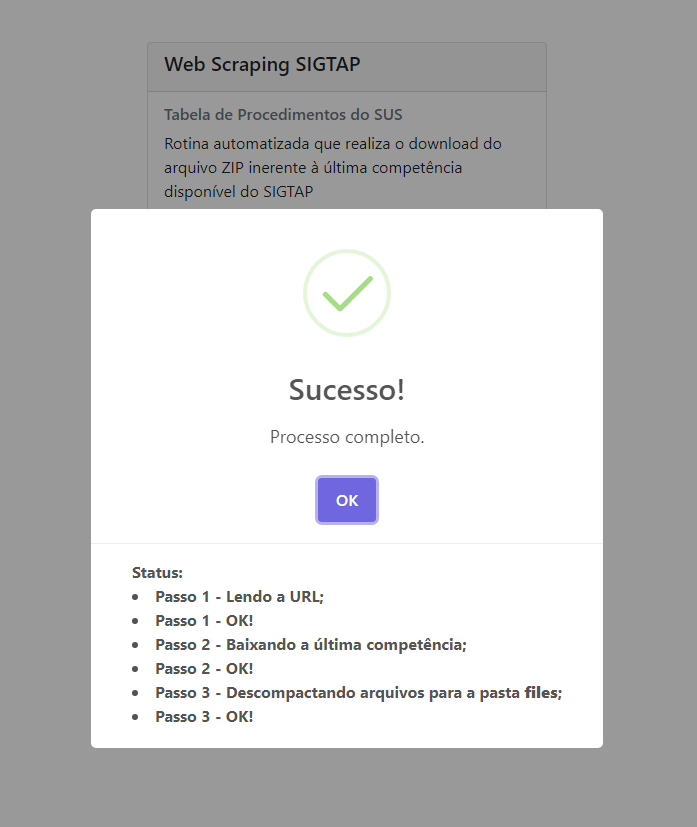 Web Scraping SIGTAP
Tabela de Procedimentos do SUS
Rotina automatizada que realiza o download do
arquivo ZIP inerente à última competência
disponível do SIGTAP
Sucesso!
Processo completo.
OK
Status:
Passo 1 - Lendo a URL;
Passo 1 - OK!
Passo 2 - Baixando a última competência;
Passo 2 - OK!
Passo 3 - Descompactando arquivos para a pasta files;
Passo 3 - OK!